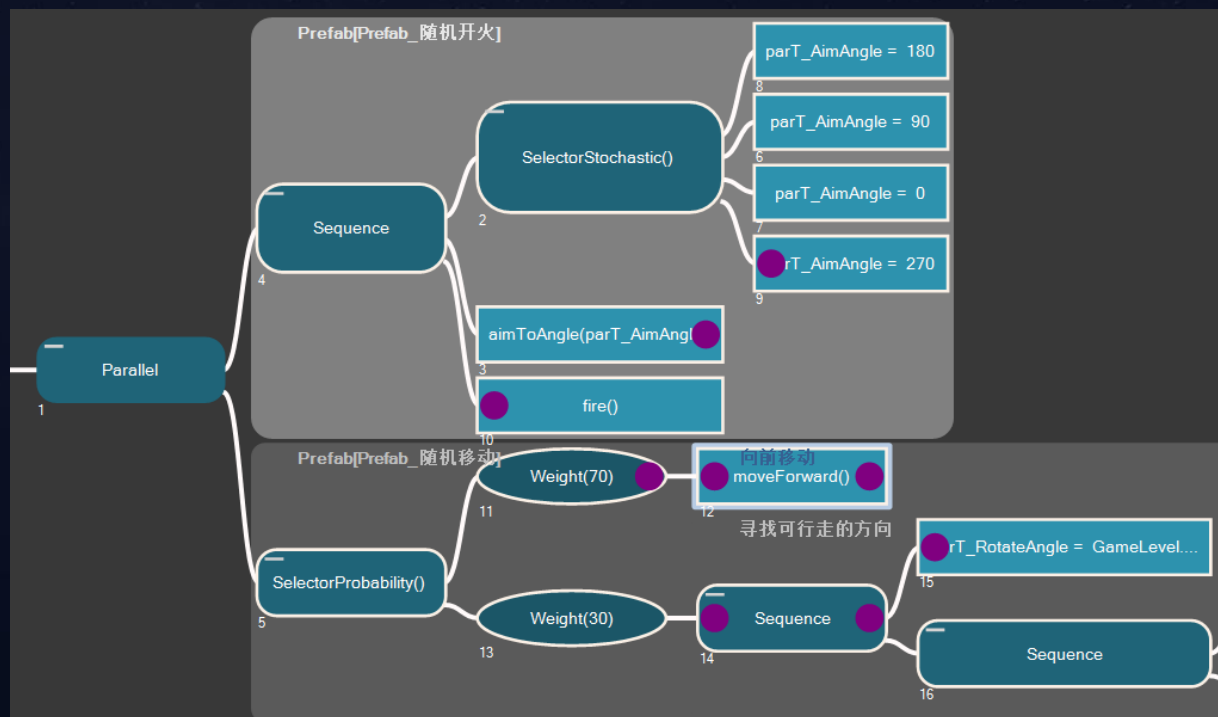 Prefab[Prefab_随机开火]
parT_AimAngle = 180
8
parT_AimAngle = 90
6
SelectorStochastic()
2
parT_AimAngle = 0
7
Sequence
4
rT_AimAngle = 270
9
aimToAngle(parT_AimAngl
3
Parallel
1
fire()
10
Prefab[Prefab_随机移动]
向前移动
Weight(70)
11
moveForward()
12
寻找可行走的方向
rT_RotateAngle = GameLevel....
15
SelectorProbability()
5
Weight(30)
13
Sequence
14
Sequence
16